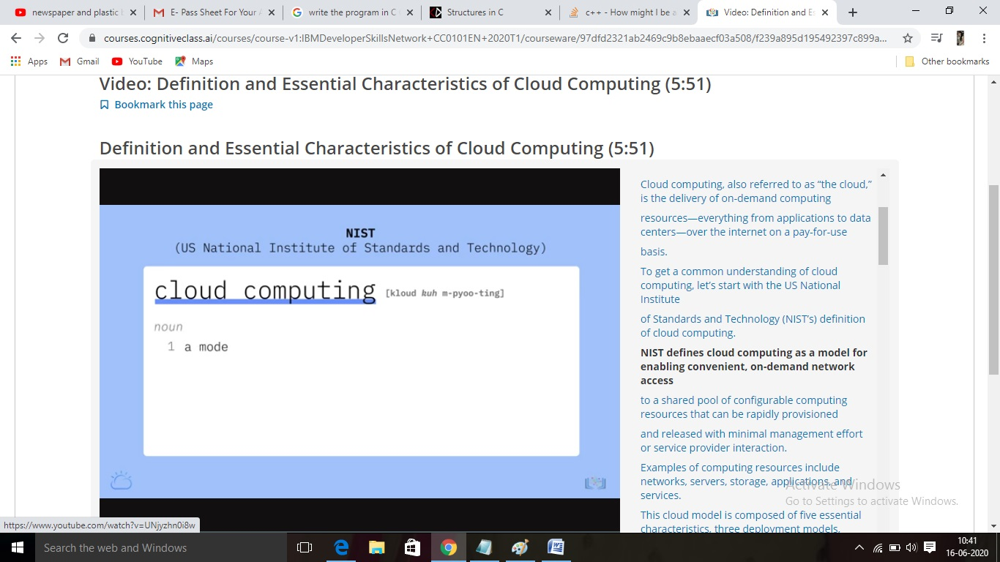 newspaper and plastic b
E- Pass Sheet For Your A
write the program in C
Structures in C
c++ - How might I be a
Video: Definition and Es
courses.cognitiveclass.ai/courses/course-v1:IBMDeveloperSkillsNetwork+CC0101EN+2020T1/courseware/97dfd2321ab2469c9b8ebaaecf03a508/f239a895d195492397c899a...
Apps Gmail YouTube Maps Other bookmarks
Video: Definition and Essential Characteristics of Cloud Computing (5:51)
Bookmark this page
Definition and Essential Characteristics of Cloud Computing (5:51)
NIST
(US National Institute of Standards and Technology)
cloud computing [kloud kuh m-pyoo-ting]
noun
1 a mode
Cloud computing, also referred to as “the cloud,”
is the delivery of on-demand computing
resources—everything from applications to data
centers—over the internet on a pay-for-use
basis.
To get a common understanding of cloud
computing, let’s start with the US National
Institute
of Standards and Technology (NIST’s) definition
of cloud computing.
NIST defines cloud computing as a model for
enabling convenient, on-demand network
access
to a shared pool of configurable computing
resources that can be rapidly provisioned
and released with minimal management effort
or service provider interaction.
Examples of computing resources include
networks, servers, storage, applications, and
services.
This cloud model is composed of five essential
characteristics, three deployment models,
Activate Windows
Go to Settings to activate Windows.
https://www.youtube.com/watch?v=UNjyzhn0i8w
Search the web and Windows
10:41
16-06-2020